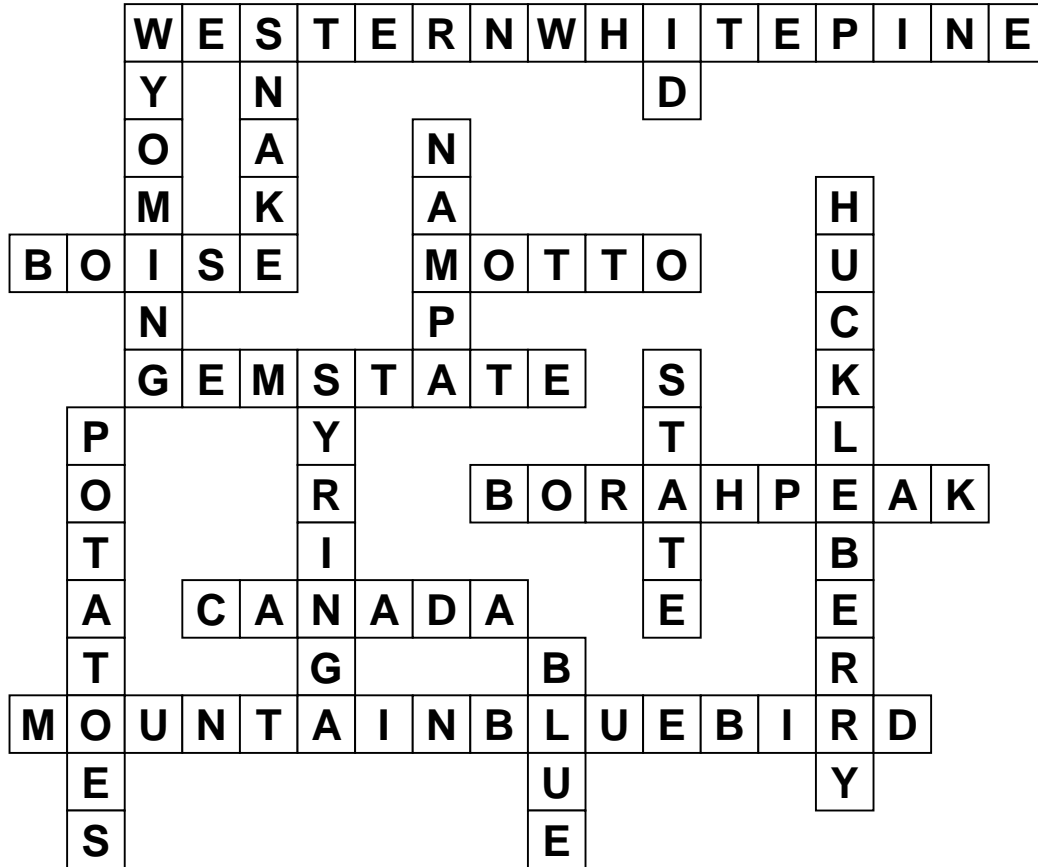 WESTERNWHITEPINE
WYOMING
SNAKE
ID
NAMPA
HUCKLEBERRY
BOISE
MOTTO
GEMSTATE
SYRINGA
STATE
POTATOES
BORAHPEAK
CANADA
BLUE
MOUNTAINBLUEBIRD